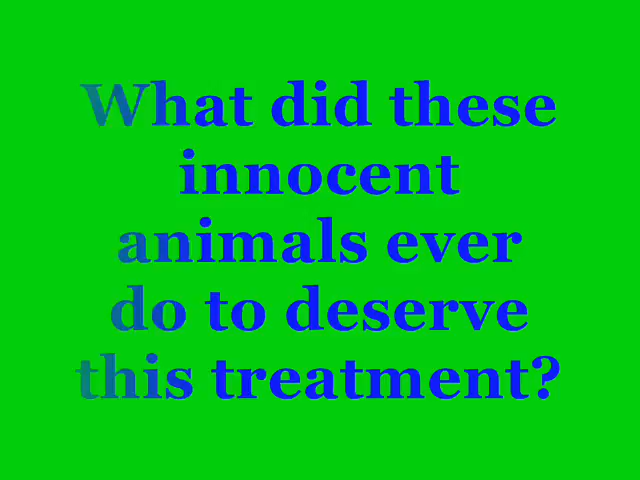 What did these
innocent
animals ever
do to deserve
this treatment?